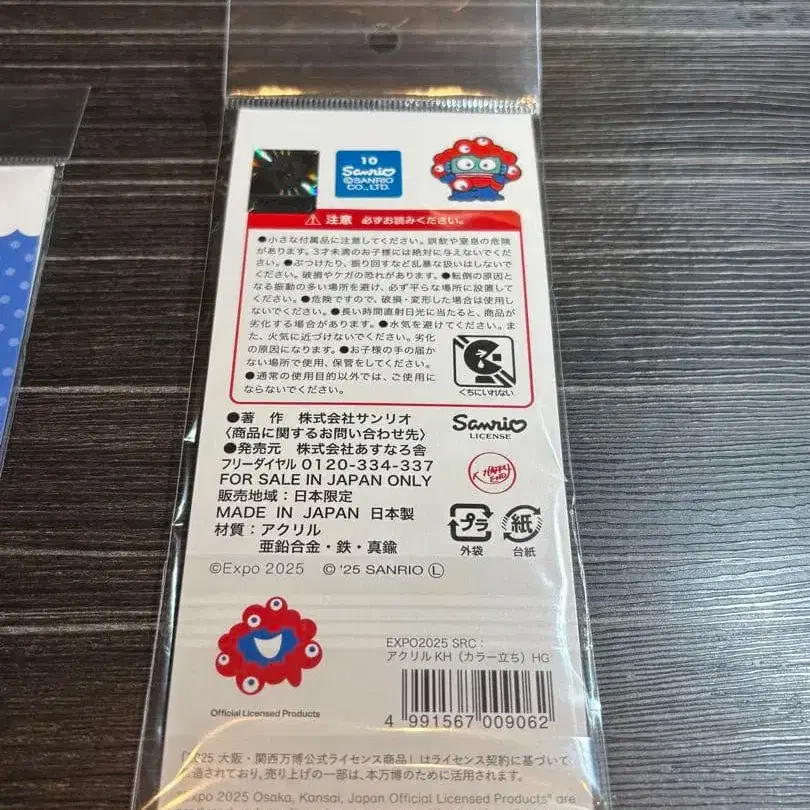 10
Sanrio
©SANRIO
CO., LTD.
⚠ 注意 必ずお読みください。
●小さな付属品に注意してください。誤飲や窒息の危険
があります。3才未満のお子様には絶対に与えないでくだ
さい。●ぶつけたり、振り回すなど乱暴な扱いはしないで
ください。破損やケガの恐れがあります。●転倒の原因と
なる振動の多い場所を避け、必ず平らな場所に設置して
ください。●危険ですので、破損・変形した場合は使用し
ないでください。●長い時間直射日光に当たると、商品が
劣化する場合があります。●水気を避けてください。ま
た、火気に近づけないでください。劣化
の原因になります。●お子様の手の届か
ない場所で使用、保管をしてください。
●通常の使用目的以外では、ご使用に
ならないでください。
くちにいれない
●著 作 株式会社サンリオ
〈商品に関するお問い合わせ先〉
●発売元 株式会社あすなろ舎
フリーダイヤル 0120-334-337
FOR SALE IN JAPAN ONLY
販売地域：日本限定
MADE IN JAPAN 日本製
材質：アクリル
亜鉛合金・鉄・真鍮
Sanrio
LICENSE
プラ
外袋
紙
台紙
©Expo 2025 © '25 SANRIO Ⓛ
Official Licensed Products
EXPO2025 SRC：
アクリルKH（カラー立ち）HG
4 991567 009062
「2025 大阪・関西万博公式ライセンス商品」はライセンス契約に基づいて
製造されており、売り上げの一部は、本万博のために活用されます。
"Expo 2025 Osaka, Kansai, Japan Official Licensed Products" are